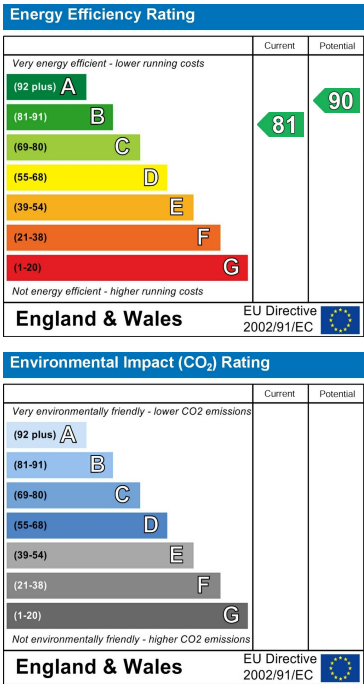 Energy Efficiency Rating
Current Potential
Very energy efficient - lower running costs
(92 plus) A
(81-91) B
81 90
(69-80) C
(55-68) D
(39-54) E
(21-38) F
(1-20) G
Not energy efficient - higher running costs
England & Wales EU Directive
2002/91/EC
Environmental Impact (CO₂) Rating
Current Potential
Very environmentally friendly - lower CO2 emissions
(92 plus) A
(81-91) B
(69-80) C
(55-68) D
(39-54) E
(21-38) F
(1-20) G
Not environmentally friendly - higher CO2 emissions
England & Wales EU Directive
2002/91/EC